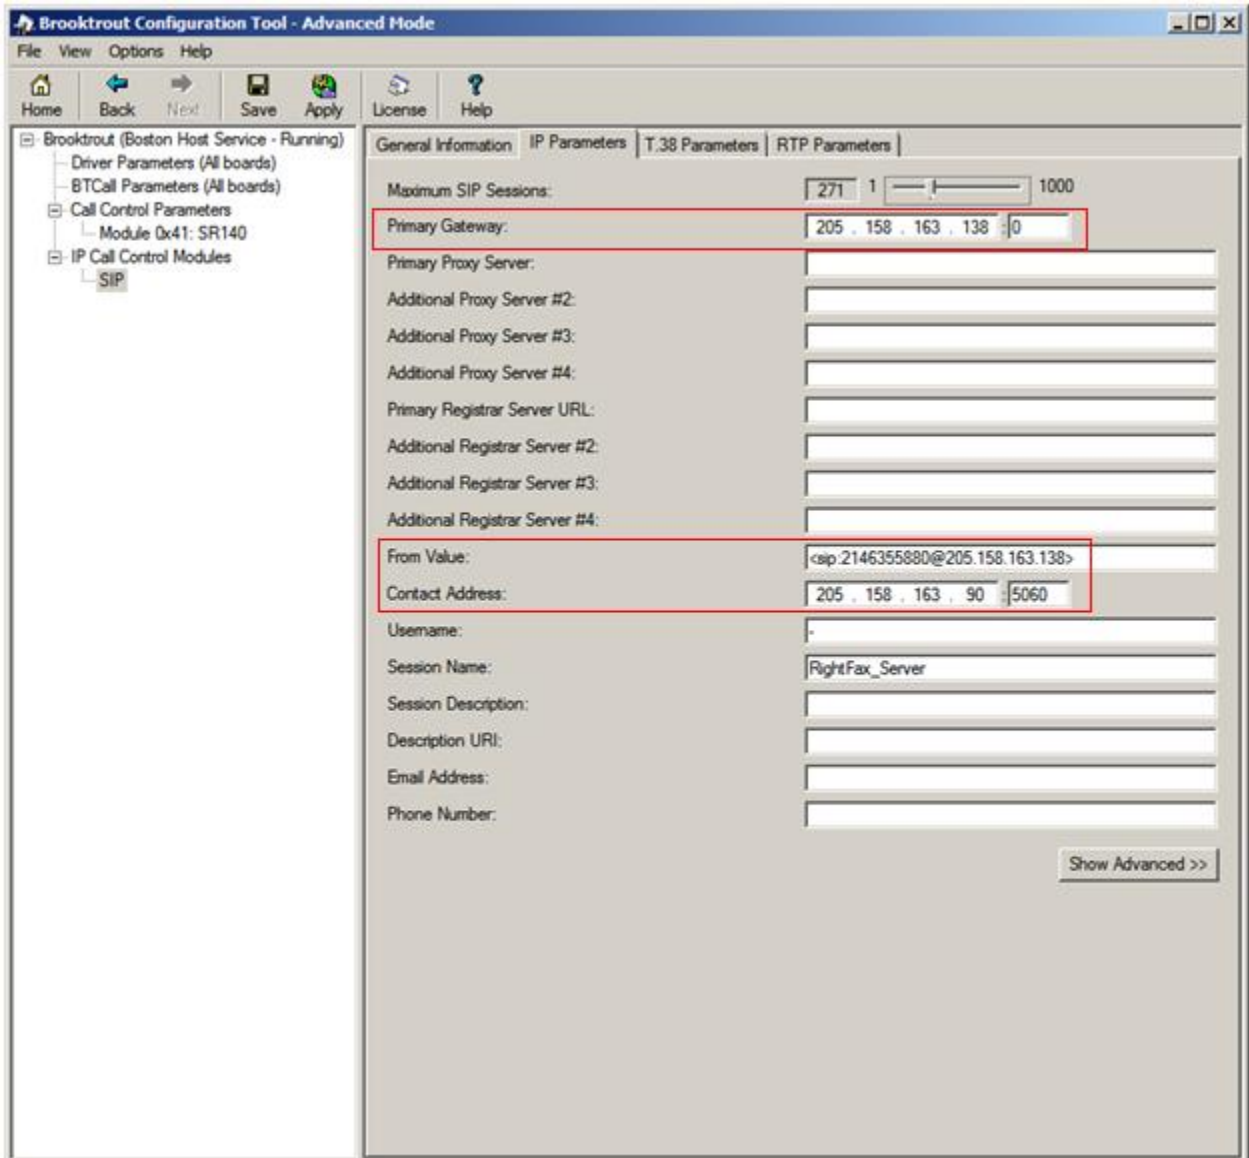 Brooktrout Configuration Tool - Advanced Mode
File View Options Help
Home Back Next Save Apply License Help
Brooktrout (Boston Host Service - Running)
Driver Parameters (All boards)
BTCall Parameters (All boards)
Call Control Parameters
Module 0x41: SR140
IP Call Control Modules
SIP
General Information IP Parameters T.38 Parameters RTP Parameters
Maximum SIP Sessions: 271 1 1000
Primary Gateway: 205 . 158 . 163 . 138 :0
Primary Proxy Server:
Additional Proxy Server #2:
Additional Proxy Server #3:
Additional Proxy Server #4:
Primary Registrar Server URL:
Additional Registrar Server #2:
Additional Registrar Server #3:
Additional Registrar Server #4:
From Value: <sip:2146355880@205.158.163.138>
Contact Address: 205 . 158 . 163 . 90 :5060
Username: -
Session Name: RightFax_Server
Session Description:
Description URI:
Email Address:
Phone Number:
Show Advanced >>